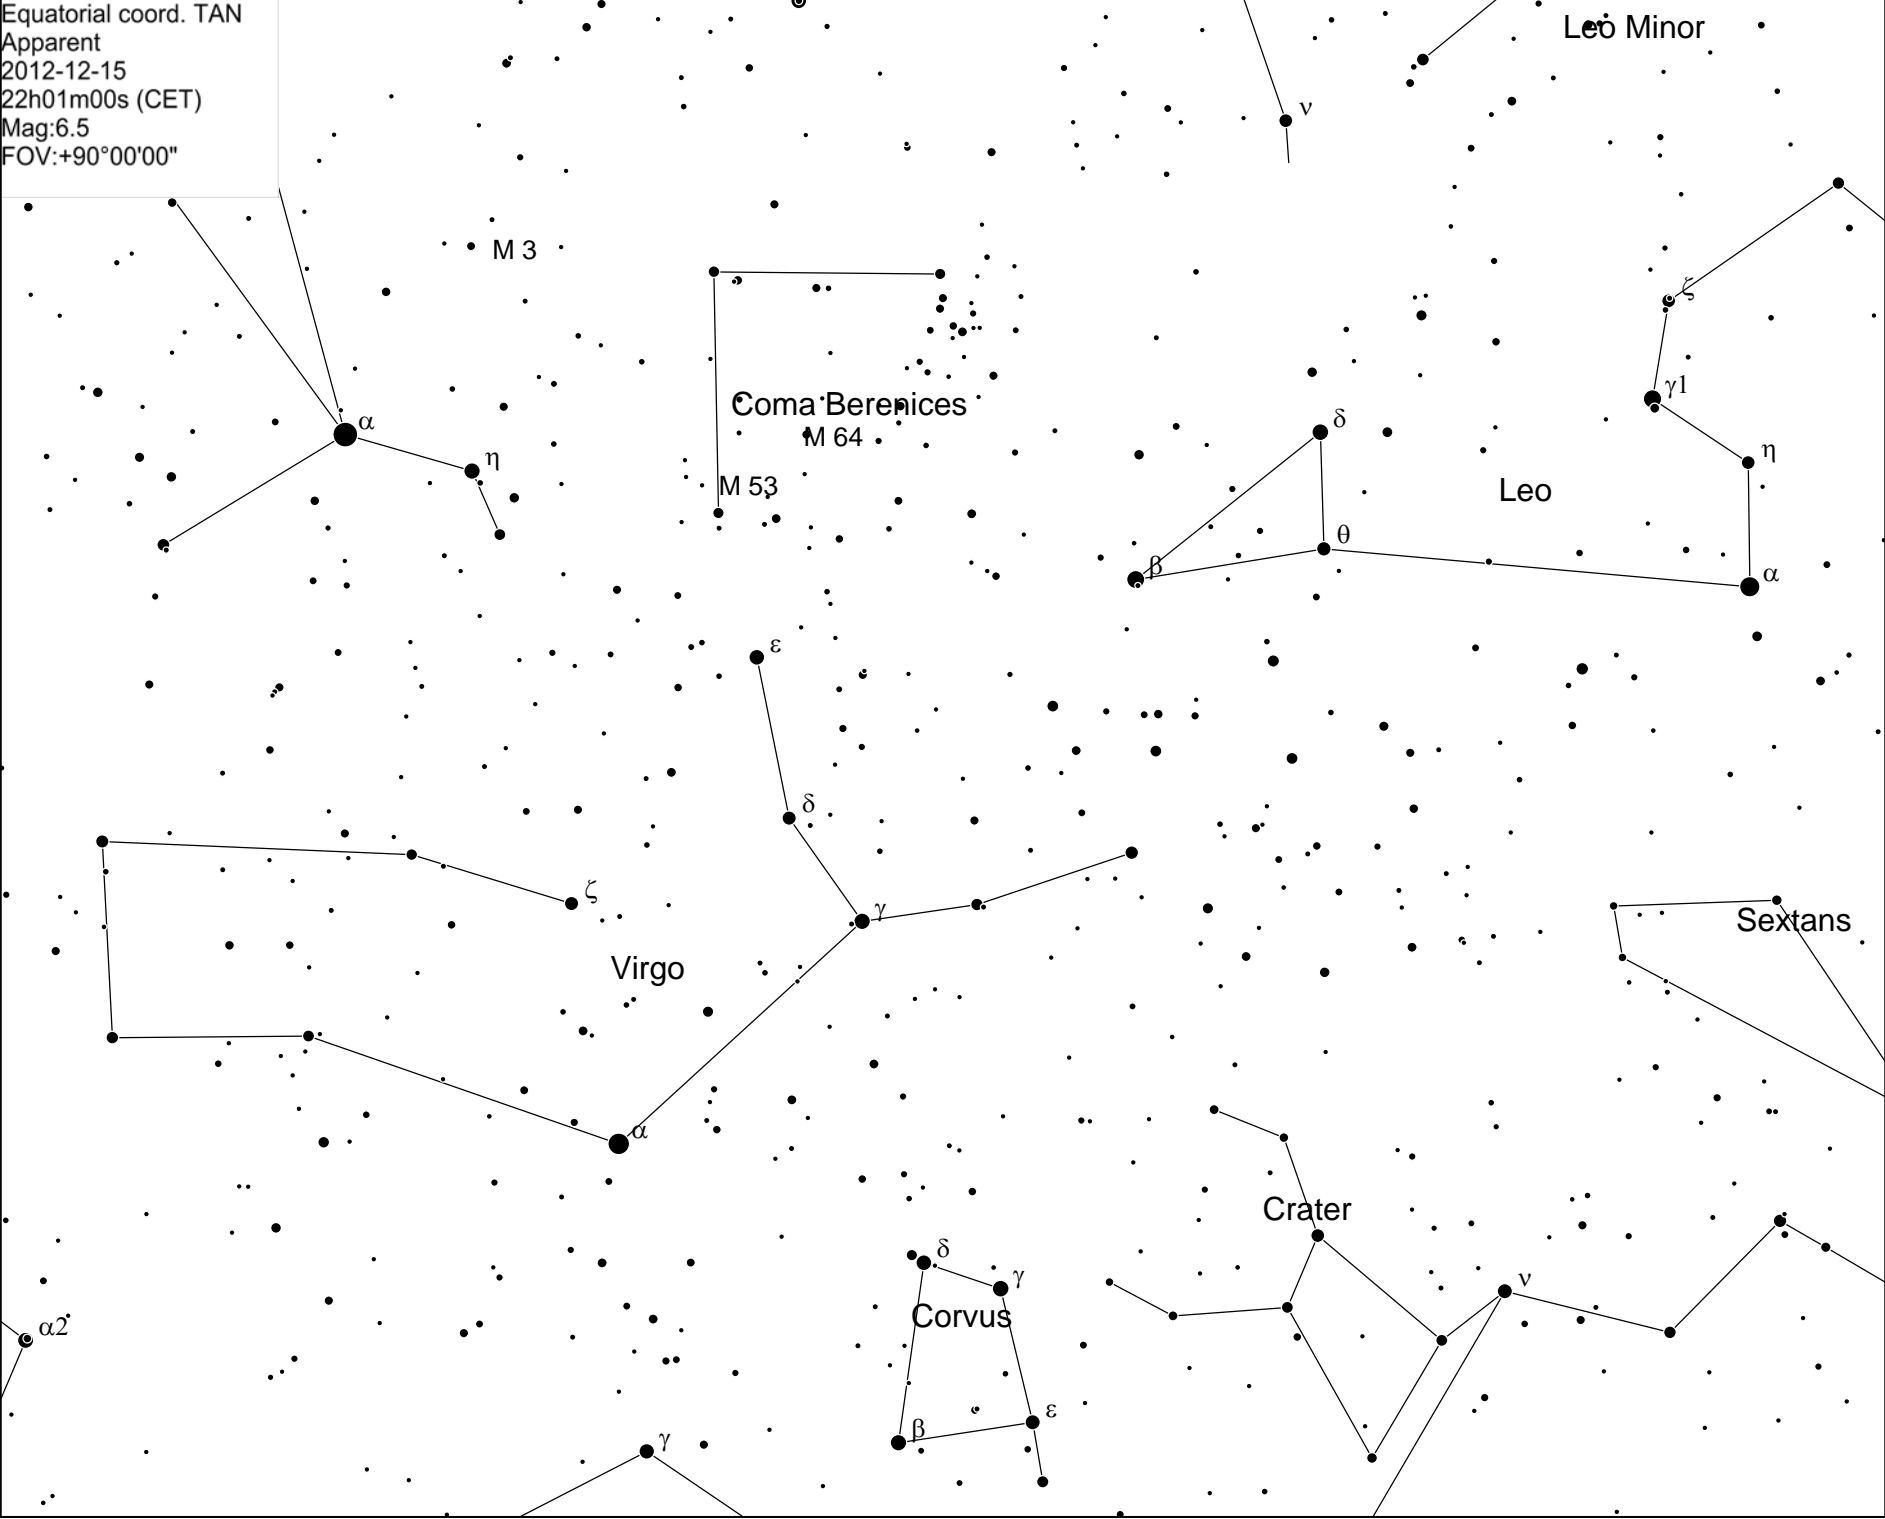 Equatorial coord. TAN
Apparent
2012-12-15
22h01m00s (CET)
Mag:6.5
FOV:+90°00'00"
Leo Minor
ν
M 3
ζ
γ1
Coma Berenices
α
δ
M 64
η
η
M 53
Leo
θ
β
α
ε
δ
ζ
γ
Sextans
Virgo
α
Crater
δ
γ
ν
Corvus
α2
ε
β
γ